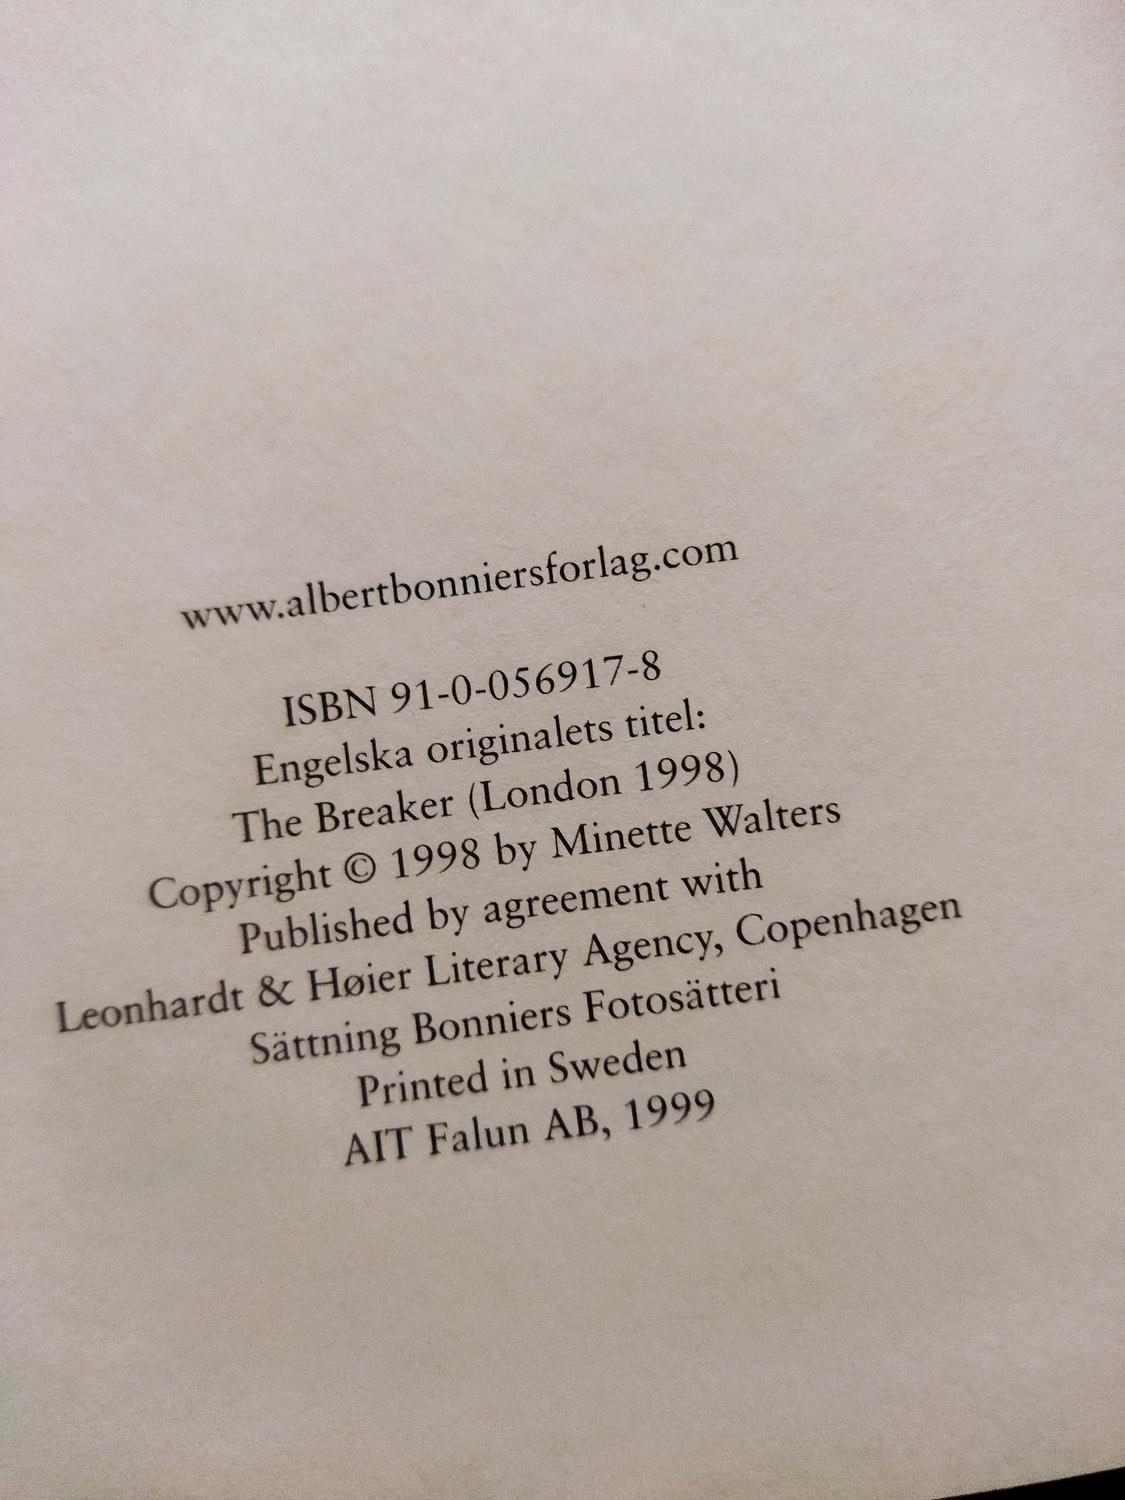 www.albertbonniersforlag.com
ISBN 91-0-056917-8
Engelska originalets titel:
The Breaker (London 1998)
Copyright © 1998 by Minette Walters
Published by agreement with
Leonhardt & Høier Literary Agency, Copenhagen
Sättning Bonniers Fotosätteri
Printed in Sweden
AIT Falun AB, 1999